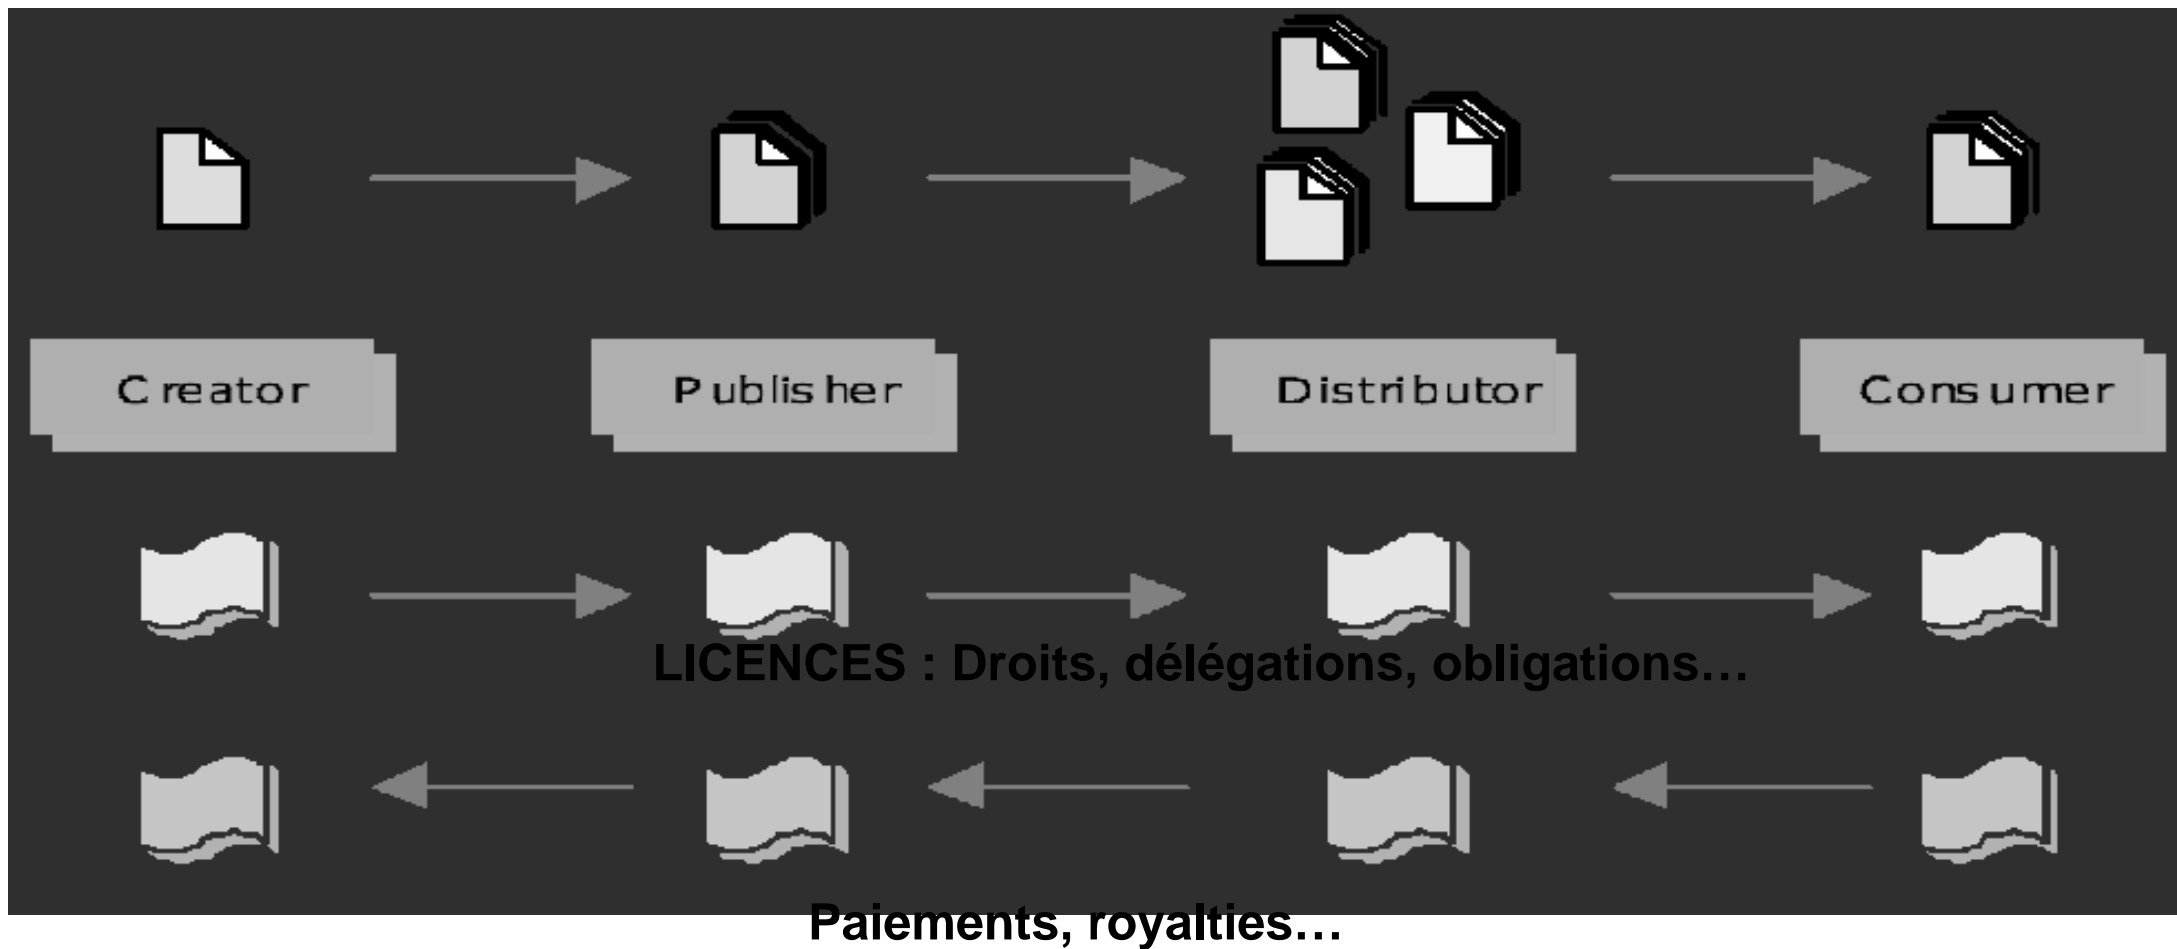 Creator
Publisher
Distributor
Consumer
LICENCES : Droits, délégations, obligations…
Paiements, royalties…